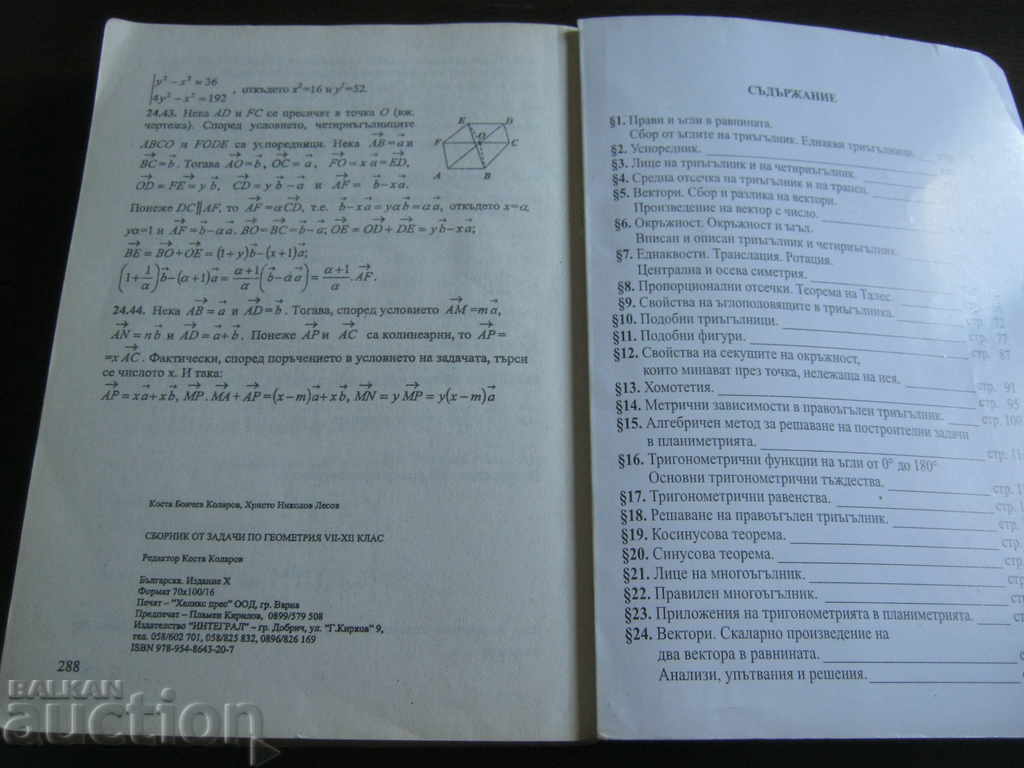 y²−x²=36
4y²−x²=192 , откъдето x²=16 и y²=52.
24.43. Нека AD и FC се пресичат в точка O (вж.
чертежа). Според условието, четириъгълниците
ABCO и FODE са успоредници. Нека AB=a и
BC=b. Тогава AO=b, OC=a, FO=xa=ED,
OD=FE=yb, CD=yb−a и AF= b−xa.
E D
F O C
A B
Понеже DC∥AF, то AF=αCD, т.е. b−xa=yαb=αa, откъдето x=α,
yα=1 и AF=b−αa. BO=BC=b−a; OE=OD+DE=yb−xa;
BE=BO+OE=(1+y)b−(x+1)a;
(1+1/α)b−(α+1)a=(α+1)/α(b−αa)=(α+1)/α.AF.
24.44. Нека AB=a и AD=b. Тогава, според условието AM=ma,
AN=nb и AD=a+b. Понеже AP и AC са колинеарни, то AP=
=xAC. Фактически, според поръчението в условието на задачата, търси
се числото x. И така:
AP=xa+xb, MP. MA+AP=(x−m)a+xb, MN=yMP=y(x−m)a
Коста Бончев Коларов, Христо Николов Лесов
СБОРНИК ОТ ЗАДАЧИ ПО ГЕОМЕТРИЯ VII-XII КЛАС
Редактор Коста Коларов
Българска. Издание X
Формат 70x100/16
Печат – "Хеликс прес" ООД, гр. Варна
Предпечат – Пламен Кирилов, 0899/579 508
Издателство "ИНТЕГРАЛ" – гр. Добрич, ул. "Г.Кирков" 9,
тел. 058/602 701, 058/825 832, 0896/826 169
ISBN 978-954-8643-20-7
288
СЪДЪРЖАНИЕ
§1. Прави и ъгли в равнината.
Сбор от ъглите на триъгълник. Еднакви триъгълници.
§2. Успоредник.
§3. Лице на триъгълник и на четириъгълник.
§4. Средна отсечка на триъгълник и на трапец.
§5. Вектори. Сбор и разлика на вектори.
Произведение на вектор с число.
§6. Окръжност. Окръжност и ъгъл.
Вписан и описан триъгълник и четириъгълник.
§7. Еднаквости. Транслация. Ротация.
Централна и осева симетрия.
§8. Пропорционални отсечки. Теорема на Талес.
§9. Свойства на ъглополовящите в триъгълника.
§10. Подобни триъгълници. стр. 72
§11. Подобни фигури. стр. 77
§12. Свойства на секущите на окръжност, стр. 87
които минават през точка, нележаща на нея.
§13. Хомотетия. стр. 91
§14. Метрични зависимости в правоъгълен триъгълник. стр. 95
§15. Алгебричен метод за решаване на построителни задачи стр. 100
в планиметрията.
§16. Тригонометрични функции на ъгли от 0° до 180° стр. 11
Основни тригонометрични тъждества.
§17. Тригонометрични равенства. стр. 1
§18. Решаване на правоъгълен триъгълник. стр. 1
§19. Косинусова теорема. стр.
§20. Синусова теорема. стр.
§21. Лице на многоъгълник. стр.
§22. Правилен многоъгълник. стр.
§23. Приложения на тригонометрията в планиметрията. стр.
§24. Вектори. Скаларно произведение на
два вектора в равнината.
Анализи, упътвания и решения.
BALKAN
auction